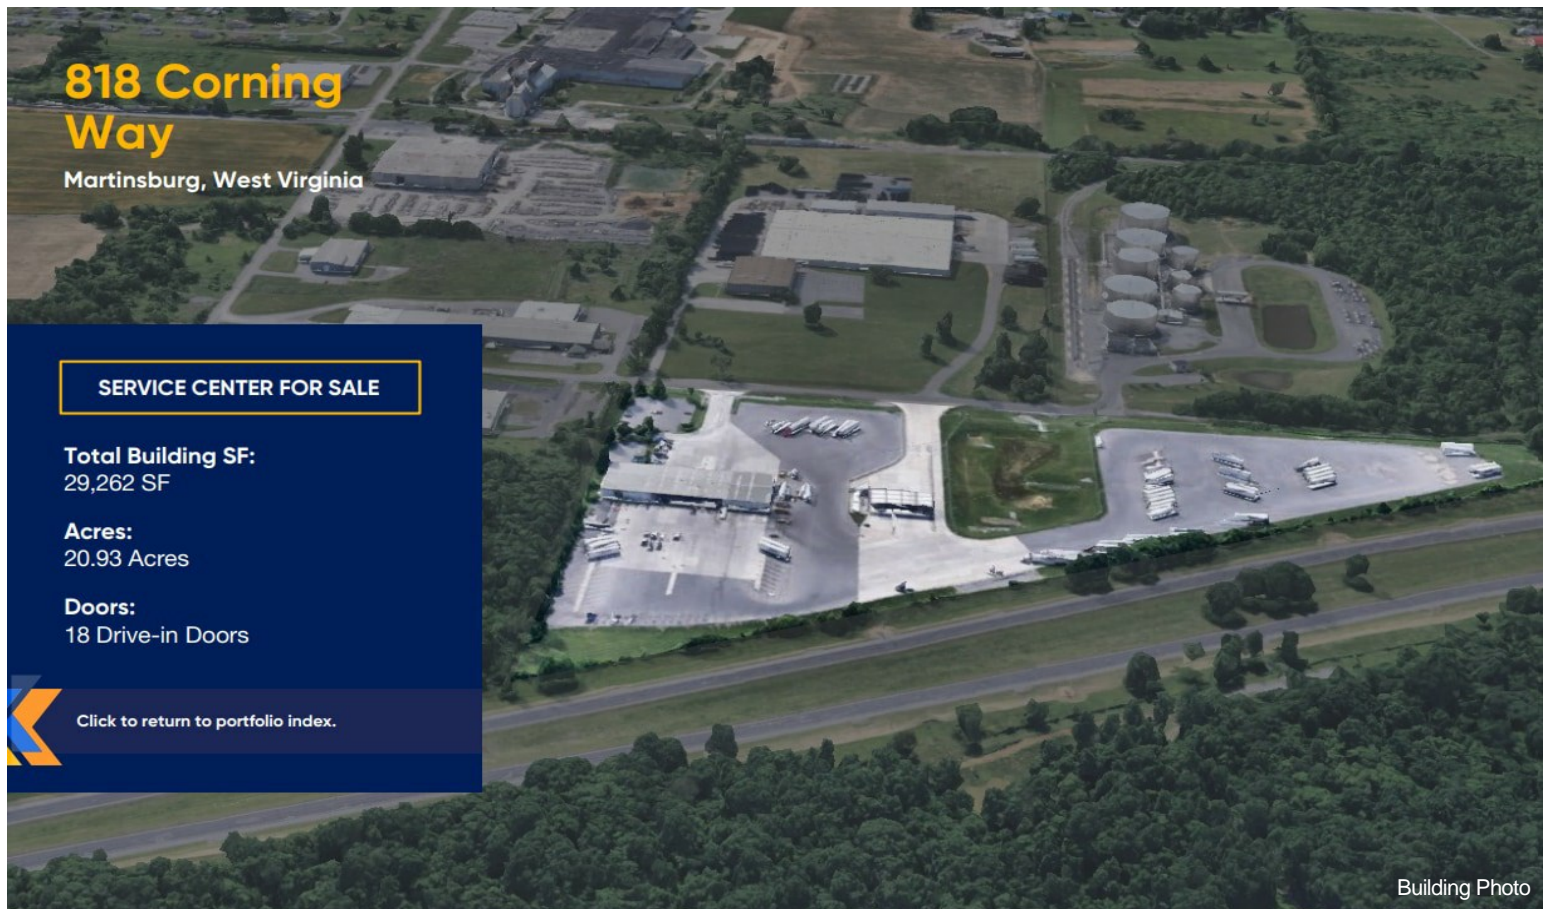 818 Corning
Way
Martinsburg, West Virginia
SERVICE CENTER FOR SALE
Total Building SF:
29,262 SF
Acres:
20.93 Acres
Doors:
18 Drive-in Doors
Click to return to portfolio index.
Building Photo